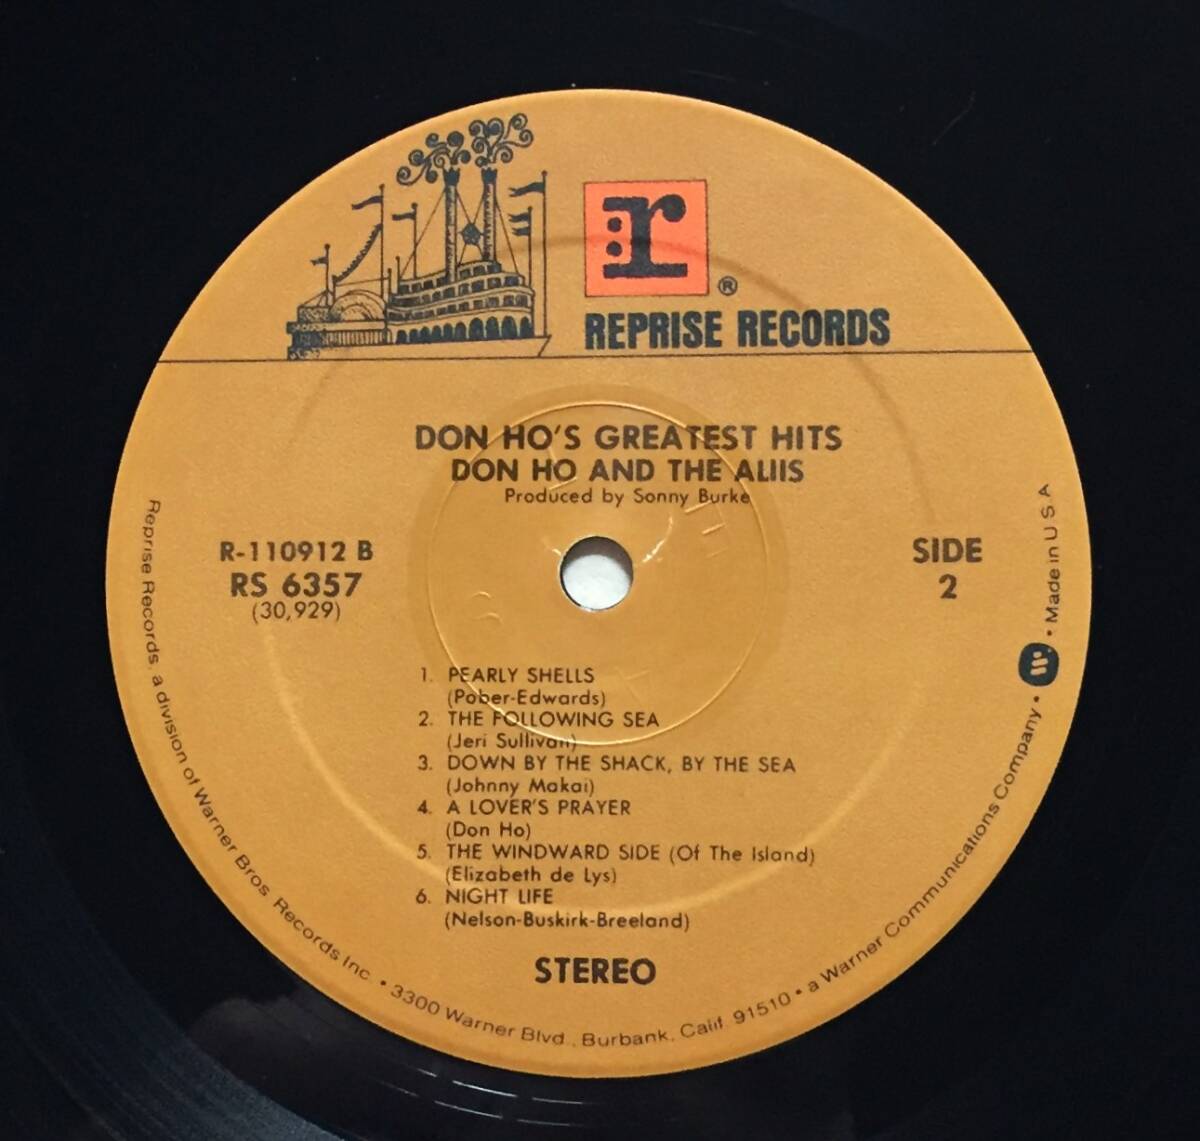 r
®
REPRISE RECORDS
DON HO'S GREATEST HITS
DON HO AND THE ALIIS
Produced by Sonny Burke
R-110912 B
RS 6357
(30,929)
SIDE
2
1. PEARLY SHELLS
(Pober-Edwards)
2. THE FOLLOWING SEA
(Jeri Sullivan)
3. DOWN BY THE SHACK, BY THE SEA
(Johnny Makai)
4. A LOVER'S PRAYER
(Don Ho)
5. THE WINDWARD SIDE (Of The Island)
(Elizabeth de Lys)
6. NIGHT LIFE
(Nelson-Buskirk-Breeland)
STEREO
Reprise Records, a division of Warner Bros. Records Inc. • 3300 Warner Blvd., Burbank, Calif. 91510 • a Warner Communications Company • W • Made in U.S.A